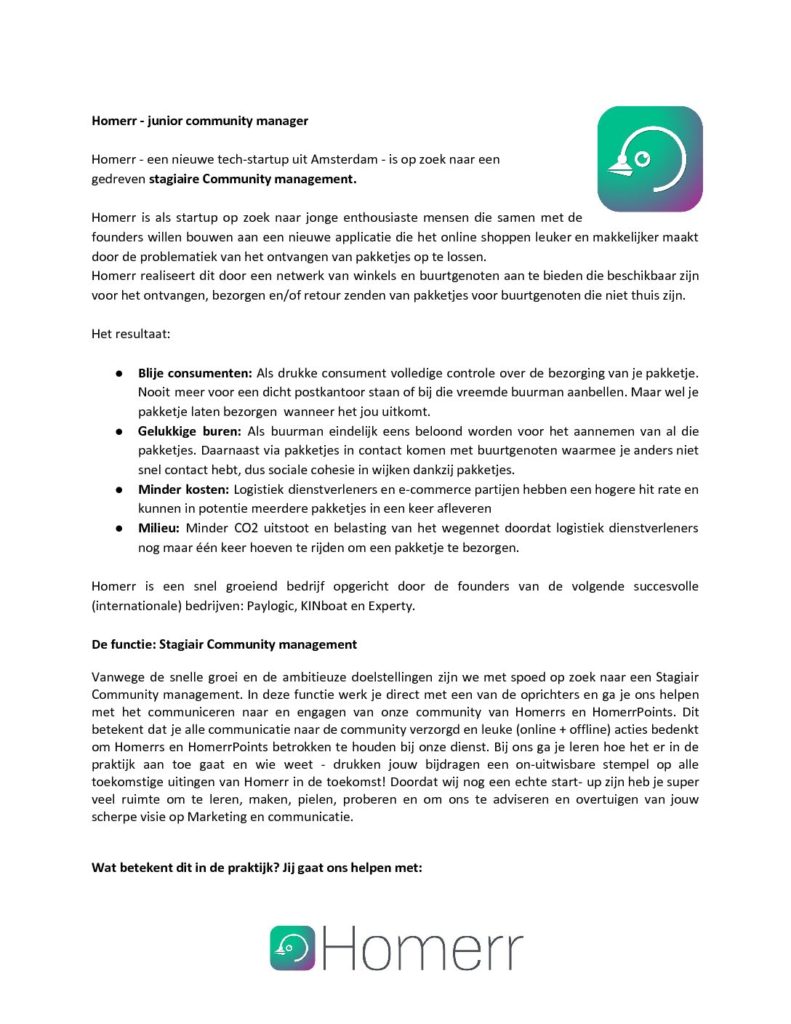 Homerr - junior community manager
Homerr - een nieuwe tech-startup uit Amsterdam - is op zoek naar een
gedreven stagiaire Community management.
Homerr is als startup op zoek naar jonge enthousiaste mensen die samen met de
founders willen bouwen aan een nieuwe applicatie die het online shoppen leuker en makkelijker maakt
door de problematiek van het ontvangen van pakketjes op te lossen.
Homerr realiseert dit door een netwerk van winkels en buurtgenoten aan te bieden die beschikbaar zijn
voor het ontvangen, bezorgen en/of retour zenden van pakketjes voor buurtgenoten die niet thuis zijn.
Het resultaat:
● Blije consumenten: Als drukke consument volledige controle over de bezorging van je pakketje.
Nooit meer voor een dicht postkantoor staan of bij die vreemde buurman aanbellen. Maar wel je
pakketje laten bezorgen wanneer het jou uitkomt.
● Gelukkige buren: Als buurman eindelijk eens beloond worden voor het aannemen van al die
pakketjes. Daarnaast via pakketjes in contact komen met buurtgenoten waarmee je anders niet
snel contact hebt, dus sociale cohesie in wijken dankzij pakketjes.
● Minder kosten: Logistiek dienstverleners en e-commerce partijen hebben een hogere hit rate en
kunnen in potentie meerdere pakketjes in een keer afleveren
● Milieu: Minder CO2 uitstoot en belasting van het wegennet doordat logistiek dienstverleners
nog maar één keer hoeven te rijden om een pakketje te bezorgen.
Homerr is een snel groeiend bedrijf opgericht door de founders van de volgende succesvolle
(internationale) bedrijven: Paylogic, KINboat en Experty.
De functie: Stagiair Community management
Vanwege de snelle groei en de ambitieuze doelstellingen zijn we met spoed op zoek naar een Stagiair
Community management. In deze functie werk je direct met een van de oprichters en ga je ons helpen
met het communiceren naar en engagen van onze community van Homerrs en HomerrPoints. Dit
betekent dat je alle communicatie naar de community verzorgd en leuke (online + offline) acties bedenkt
om Homerrs en HomerrPoints betrokken te houden bij onze dienst. Bij ons ga je leren hoe het er in de
praktijk aan toe gaat en wie weet - drukken jouw bijdragen een on-uitwisbare stempel op alle
toekomstige uitingen van Homerr in de toekomst! Doordat wij nog een echte start- up zijn heb je super
veel ruimte om te leren, maken, pielen, proberen en om ons te adviseren en overtuigen van jouw
scherpe visie op Marketing en communicatie.
Wat betekent dit in de praktijk? Jij gaat ons helpen met:
Homerr